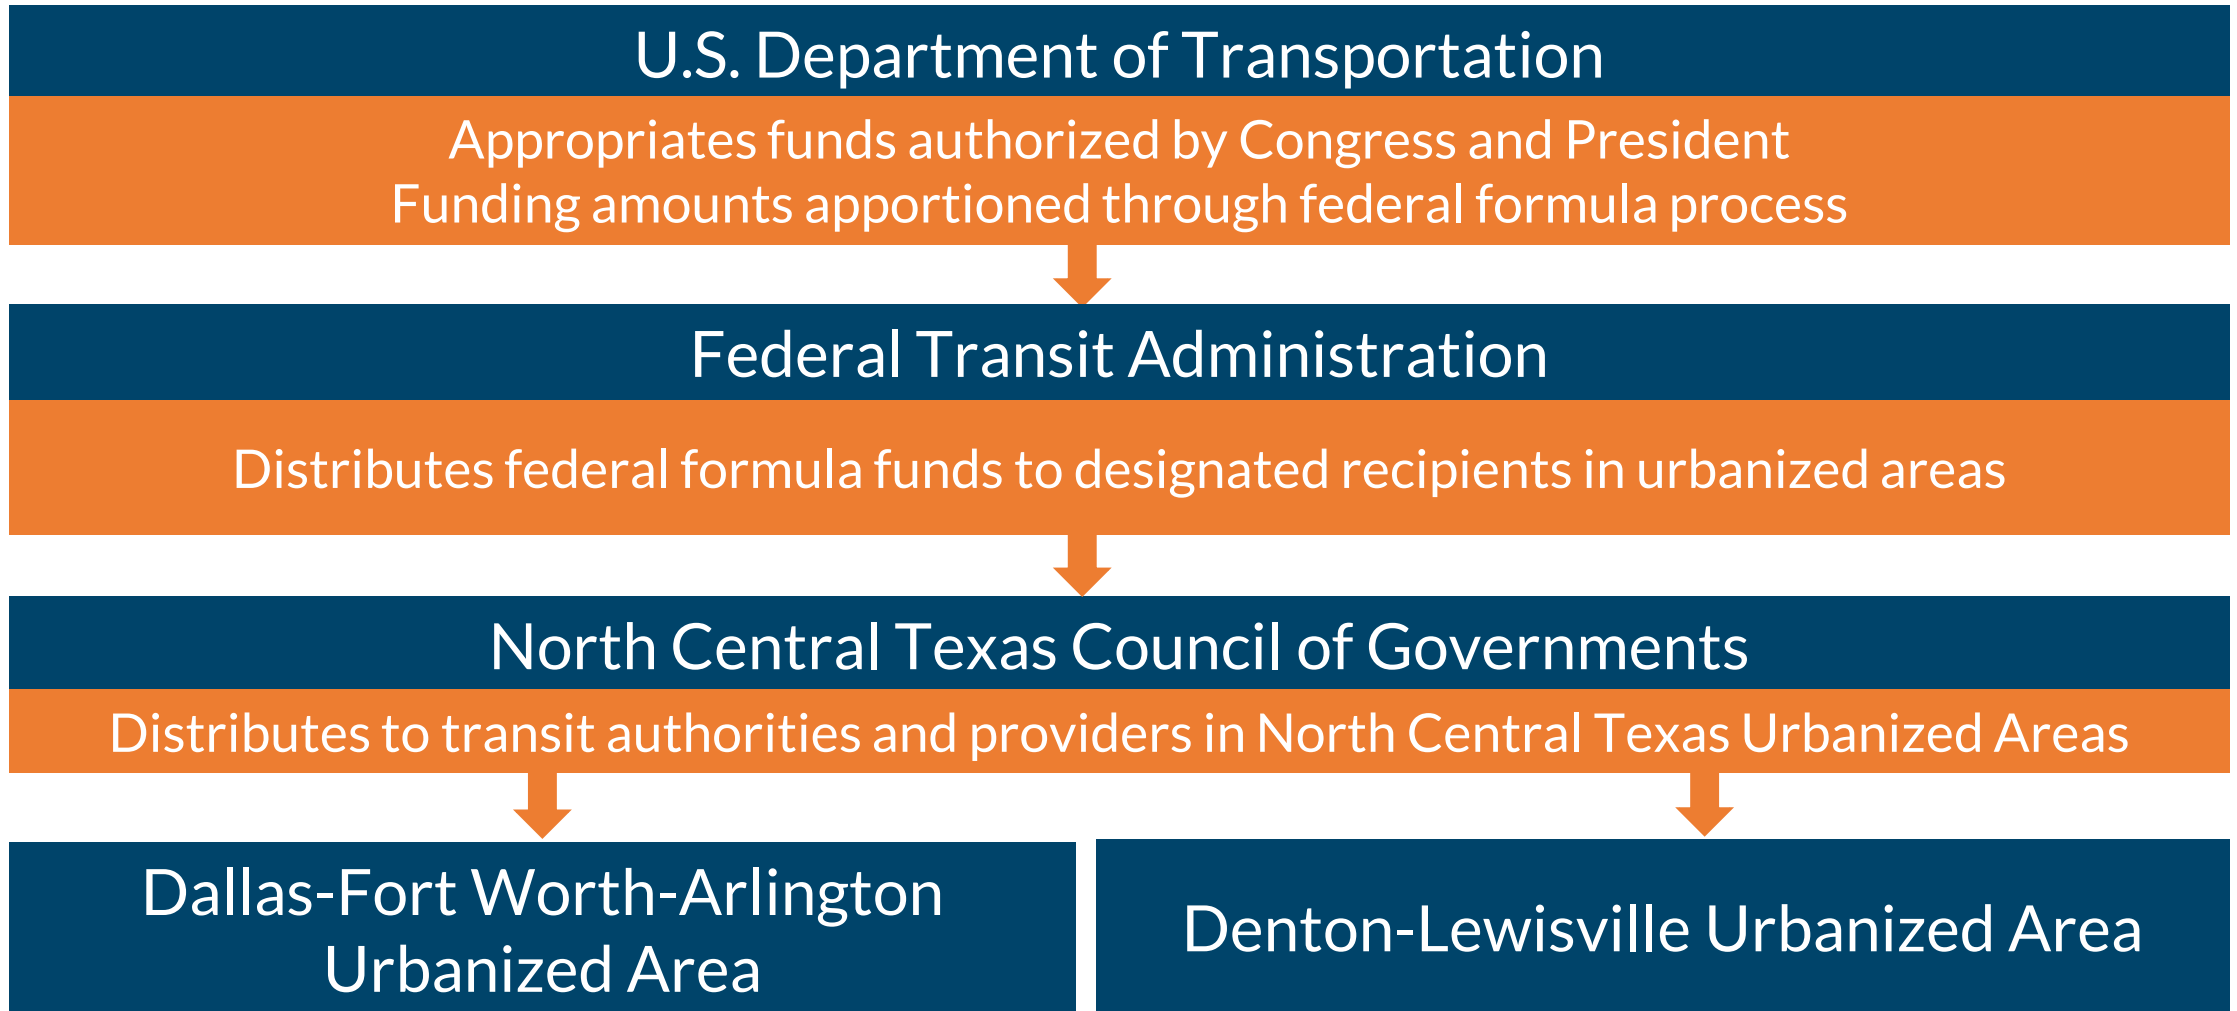 U.S. Department of Transportation
Appropriates funds authorized by Congress and President
Funding amounts apportioned through federal formula process
Federal Transit Administration
Distributes federal formula funds to designated recipients in urbanized areas
North Central Texas Council of Governments
Distributes to transit authorities and providers in North Central Texas Urbanized Areas
Dallas-Fort Worth-Arlington
Urbanized Area
Denton-Lewisville Urbanized Area